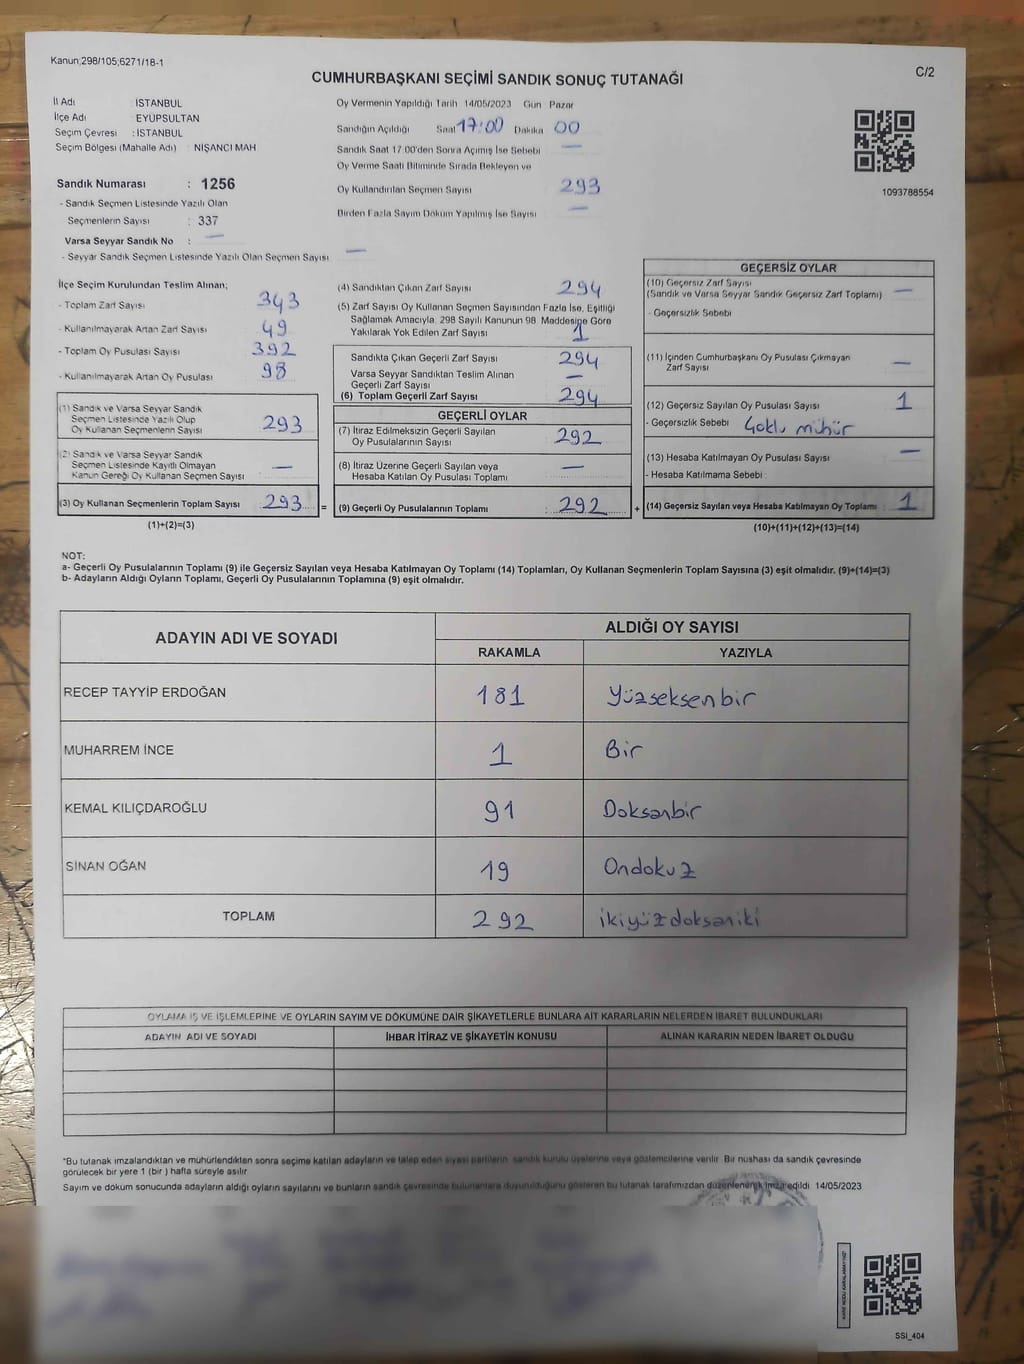 Kanun;298/105;6271/18-1
CUMHURBAŞKANI SEÇİMİ SANDIK SONUÇ TUTANAĞI
C/2
İl Adı : İSTANBUL
İlçe Adı : EYÜPSULTAN
Seçim Çevresi : İSTANBUL
Seçim Bölgesi (Mahalle Adı) : NİŞANCI MAH
Oy Vermenin Yapıldığı Tarih 14/05/2023 Gün Pazar
Sandığın Açıldığı Saat 17:00 Dakika 00
Sandık Saat 17:00'den Sonra Açımış İse Sebebi —
Oy Verme Saati Bitiminde Sırada Bekleyen ve
Oy Kullandırılan Seçmen Sayısı 293
Birden Fazla Sayım Döküm Yapılmış İse Sayısı —
1093788554
Sandık Numarası : 1256
- Sandık Seçmen Listesinde Yazılı Olan
Seçmenlerin Sayısı : 337
Varsa Seyyar Sandık No : —
- Seyyar Sandık Seçmen Listesinde Yazılı Olan Seçmen Sayısı —
İlçe Seçim Kurulundan Teslim Alınan;
- Toplam Zarf Sayısı 343
- Kullanılmayarak Artan Zarf Sayısı 49
- Toplam Oy Pusulası Sayısı 392
- Kullanılmayarak Artan Oy Pusulası 98
(1) Sandık ve Varsa Seyyar Sandık
Seçmen Listesinde Yazılı Olup
Oy Kullanan Seçmenlerin Sayısı 293
(2) Sandık ve Varsa Seyyar Sandık
Seçmen Listesinde Kayıtlı Olmayan
Kanun Gereği Oy Kullanan Seçmen Sayısı —
(3) Oy Kullanan Seçmenlerin Toplam Sayısı 293 =
(1)+(2)=(3)
(4) Sandıktan Çıkan Zarf Sayısı 294
(5) Zarf Sayısı Oy Kullanan Seçmen Sayısından Fazla İse, Eşitliği
Sağlamak Amacıyla, 298 Sayılı Kanunun 98 Maddesine Göre
Yakılarak Yok Edilen Zarf Sayısı 1
Sandıkta Çıkan Geçerli Zarf Sayısı 294
Varsa Seyyar Sandıktan Teslim Alınan
Geçerli Zarf Sayısı —
(6) Toplam Geçerli Zarf Sayısı 294
GEÇERLİ OYLAR
(7) İtiraz Edilmeksizin Geçerli Sayılan
Oy Pusulalarının Sayısı 292
(8) İtiraz Üzerine Geçerli Sayılan veya
Hesaba Katılan Oy Pusulası Toplamı —
(9) Geçerli Oy Pusulalarının Toplamı : 292 +
GEÇERSİZ OYLAR
(10) Geçersiz Zarf Sayısı
(Sandık ve Varsa Seyyar Sandık Geçersiz Zarf Toplamı) —
- Geçersizlik Sebebi
(11) İçinden Cumhurbaşkanı Oy Pusulası Çıkmayan
Zarf Sayısı —
(12) Geçersiz Sayılan Oy Pusulası Sayısı 1
- Geçersizlik Sebebi Çoklu mühür
(13) Hesaba Katılmayan Oy Pusulası Sayısı —
- Hesaba Katılmama Sebebi
(14) Geçersiz Sayılan veya Hesaba Katılmayan Oy Toplamı 1
(10)+(11)+(12)+(13)=(14)
NOT:
a- Geçerli Oy Pusulalarının Toplamı (9) ile Geçersiz Sayılan veya Hesaba Katılmayan Oy Toplamı (14) Toplamları, Oy Kullanan Seçmenlerin Toplam Sayısına (3) eşit olmalıdır. (9)+(14)=(3)
b- Adayların Aldığı Oyların Toplamı, Geçerli Oy Pusulalarının Toplamına (9) eşit olmalıdır.
ADAYIN ADI VE SOYADI ALDIĞI OY SAYISI
RAKAMLA YAZIYLA
RECEP TAYYİP ERDOĞAN 181 Yüzseksenbir
MUHARREM İNCE 1 Bir
KEMAL KILIÇDAROĞLU 91 Doksanbir
SİNAN OĞAN 19 Ondokuz
TOPLAM 292 ikiyüzdoksaniki
OYLAMA İŞ VE İŞLEMLERİNE VE OYLARIN SAYIM VE DÖKÜMÜNE DAİR ŞİKAYETLERLE BUNLARA AİT KARARLARIN NELERDEN İBARET BULUNDUKLARI
ADAYIN ADI VE SOYADI İHBAR İTİRAZ VE ŞİKAYETİN KONUSU ALINAN KARARIN NEDEN İBARET OLDUĞU
*Bu tutanak imzalandıktan ve mühürlendikten sonra seçime katılan adayların ve talep eden siyasi partilerin sandık kurulu üyelerine veya gözlemcilerine verilir. Bir nüshası da sandık çevresinde
görülecek bir yere 1 (bir) hafta süreyle asılır
Sayım ve döküm sonucunda adayların aldığı oyların sayılarını ve bunların sandık çevresinde bulunanlara duyurulduğunu gösteren bu tutanak tarafımızdan düzenlenerek imza edildi 14/05/2023
KARE KODU KARALAMAYINIZ!
SSI_404